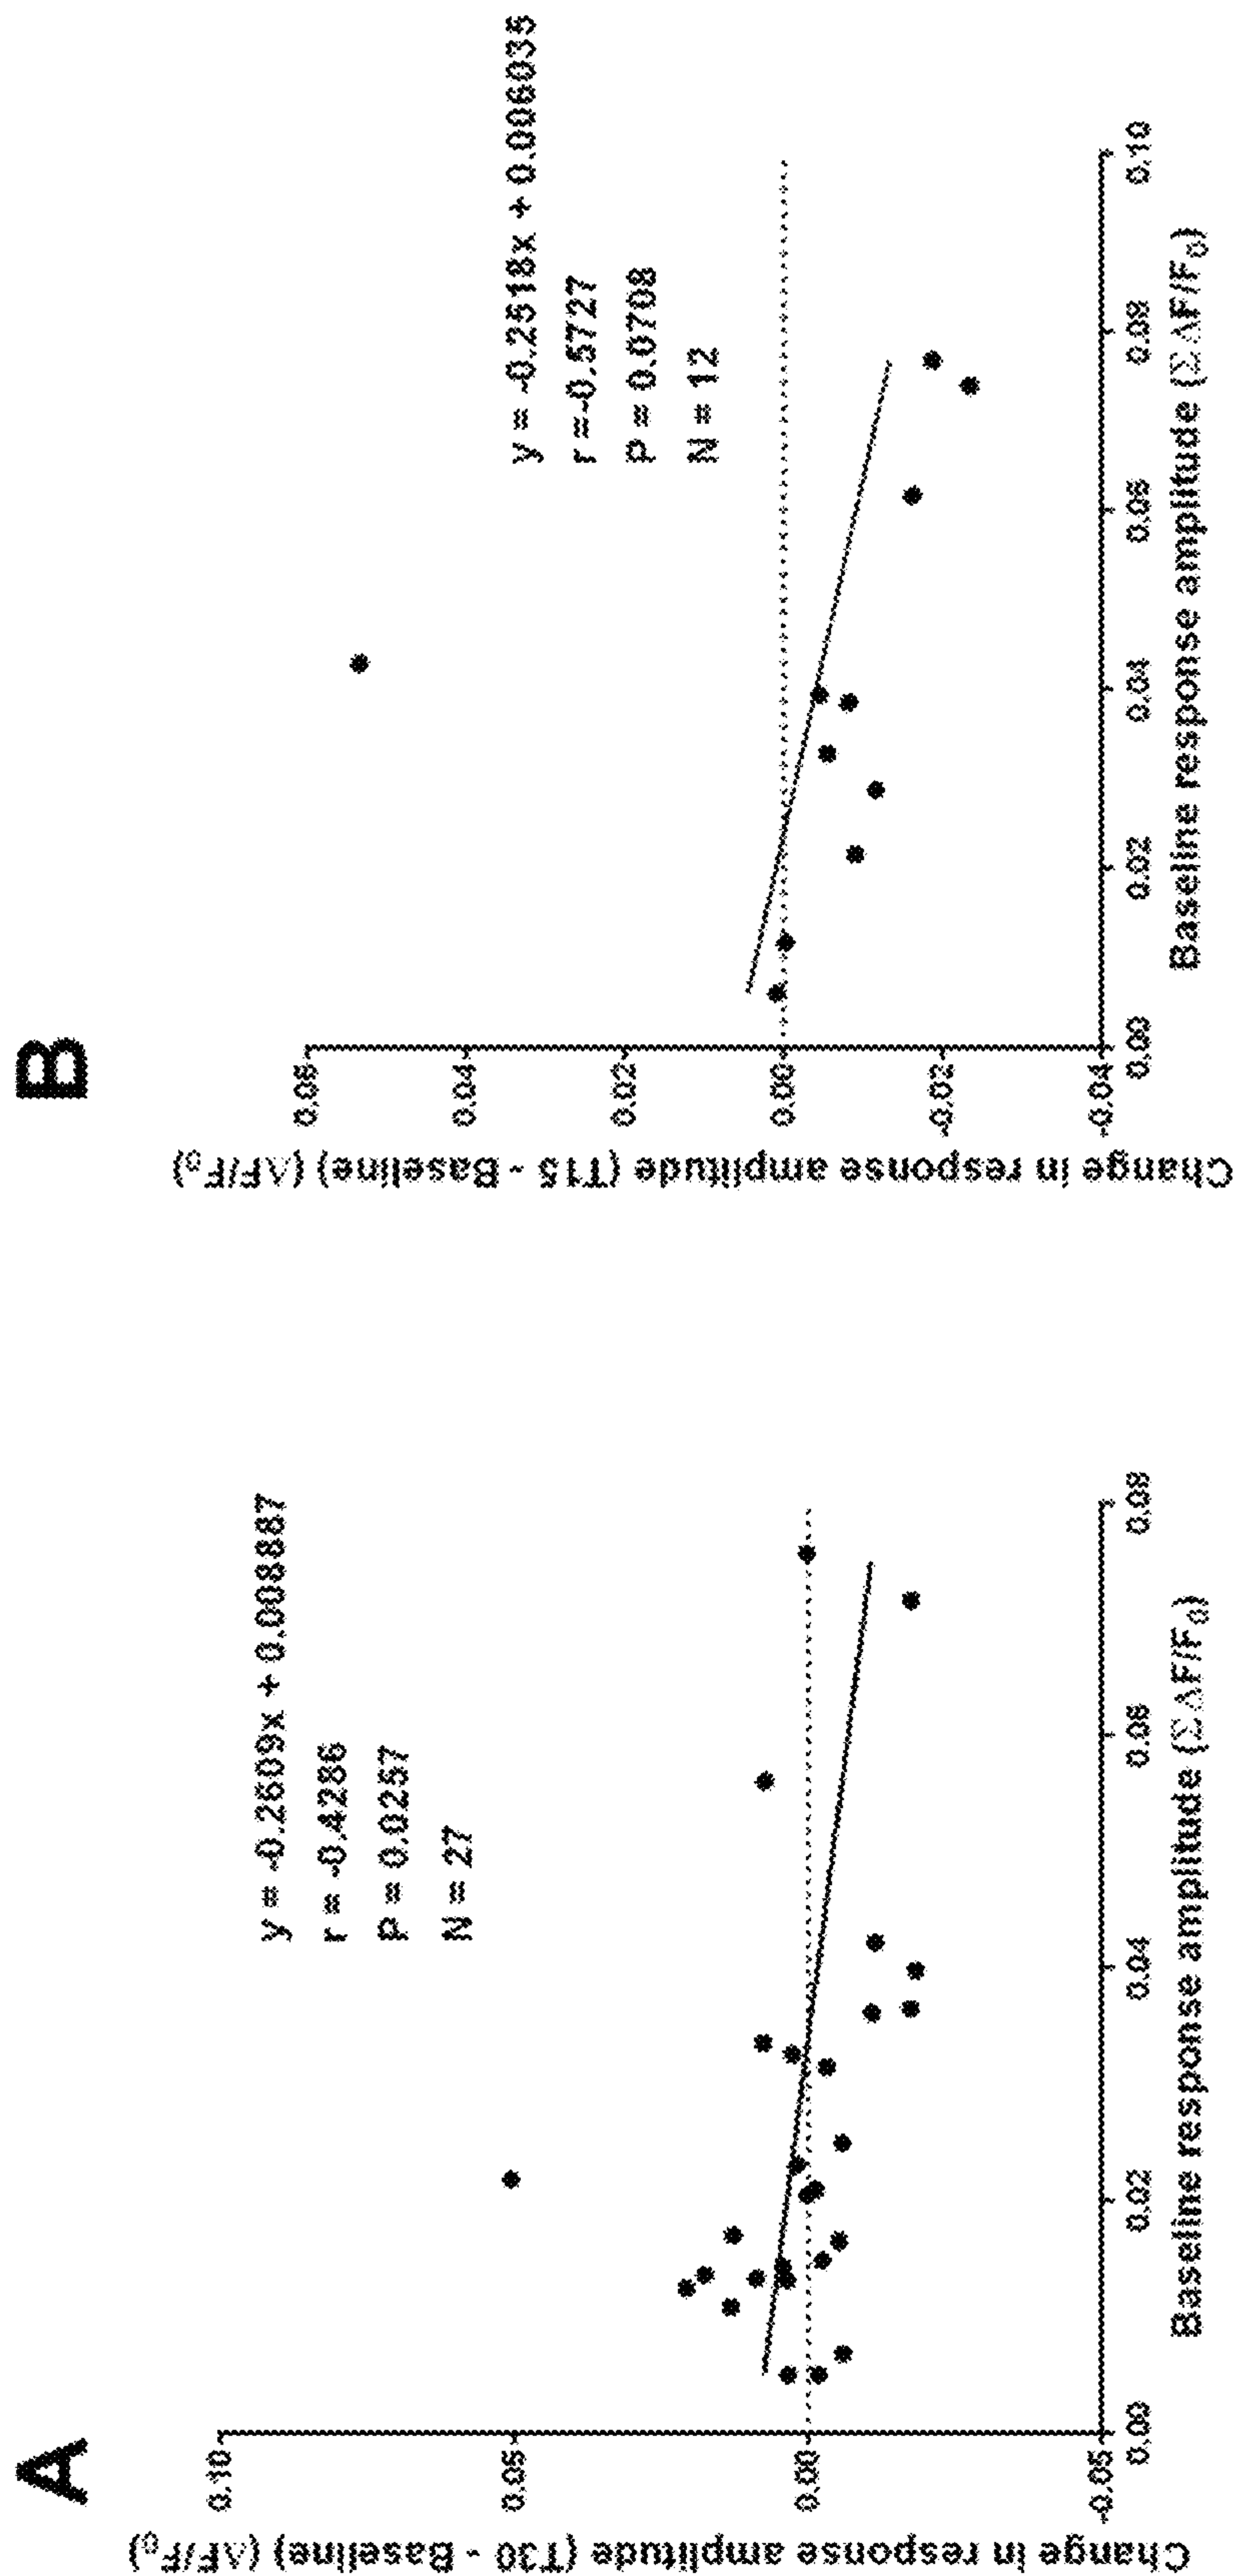 A
y = -0.2609x + 0.008887
r = -0.4286
P = 0.0257
N = 27
Change in response amplitude (T30 - Baseline) (ΔF/F0)
0.10
0.05
0.00
-0.05
0.00
0.02
0.04
0.06
0.08
Baseline response amplitude (ΣΔF/F0)
B
y = -0.2518x + 0.006035
r =-0.5727
P = 0.0708
N = 12
Change in response amplitude (T15 - Baseline) (ΔF/F0)
0.06
0.04
0.02
0.00
-0.02
-0.04
0.00
0.02
0.04
0.06
0.08
0.10
Baseline response amplitude (ΣΔF/F0)